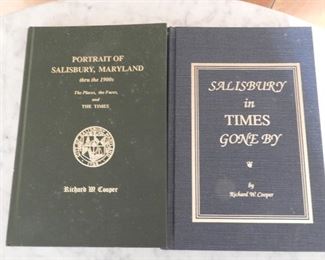 PORTRAIT OF
SALISBURY, MARYLAND
thru the 1900s
The Places, the Faces,
and
THE TIMES
Richard W Cooper
SALISBURY
in
TIMES
GONE BY
by
Richard W. Cooper